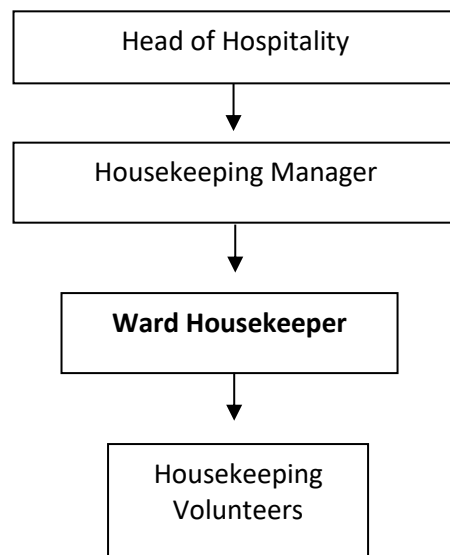 Head of Hospitality
Housekeeping Manager
Ward Housekeeper
Housekeeping
Volunteers